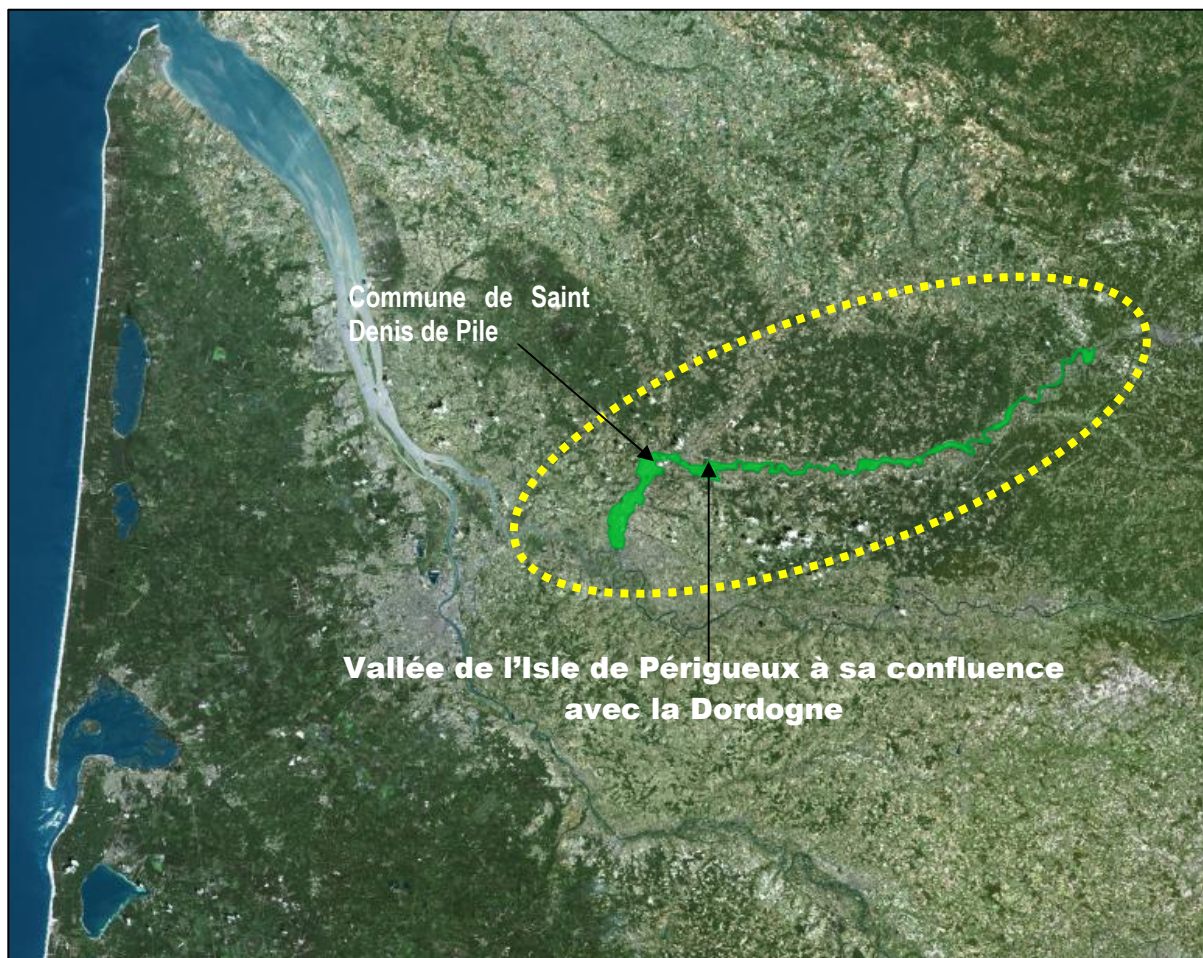 Commune de Saint
Denis de Pile
Vallée de l'Isle de Périgueux à sa confluence
avec la Dordogne